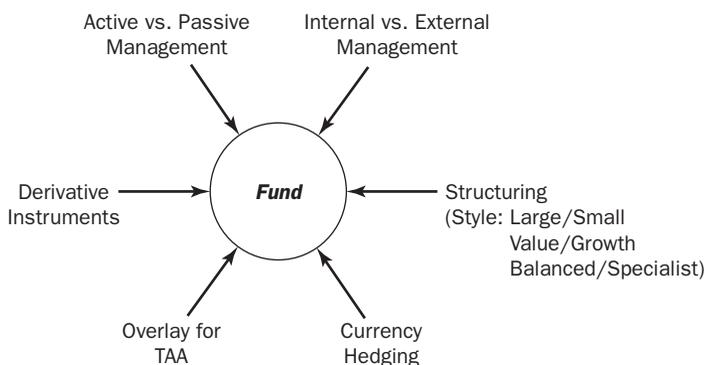 Active vs. Passive
Management
Internal vs. External
Management
Derivative
Instruments
Fund
Structuring
(Style: Large/Small
Value/Growth
Balanced/Specialist)
Overlay for
TAA
Currency
Hedging